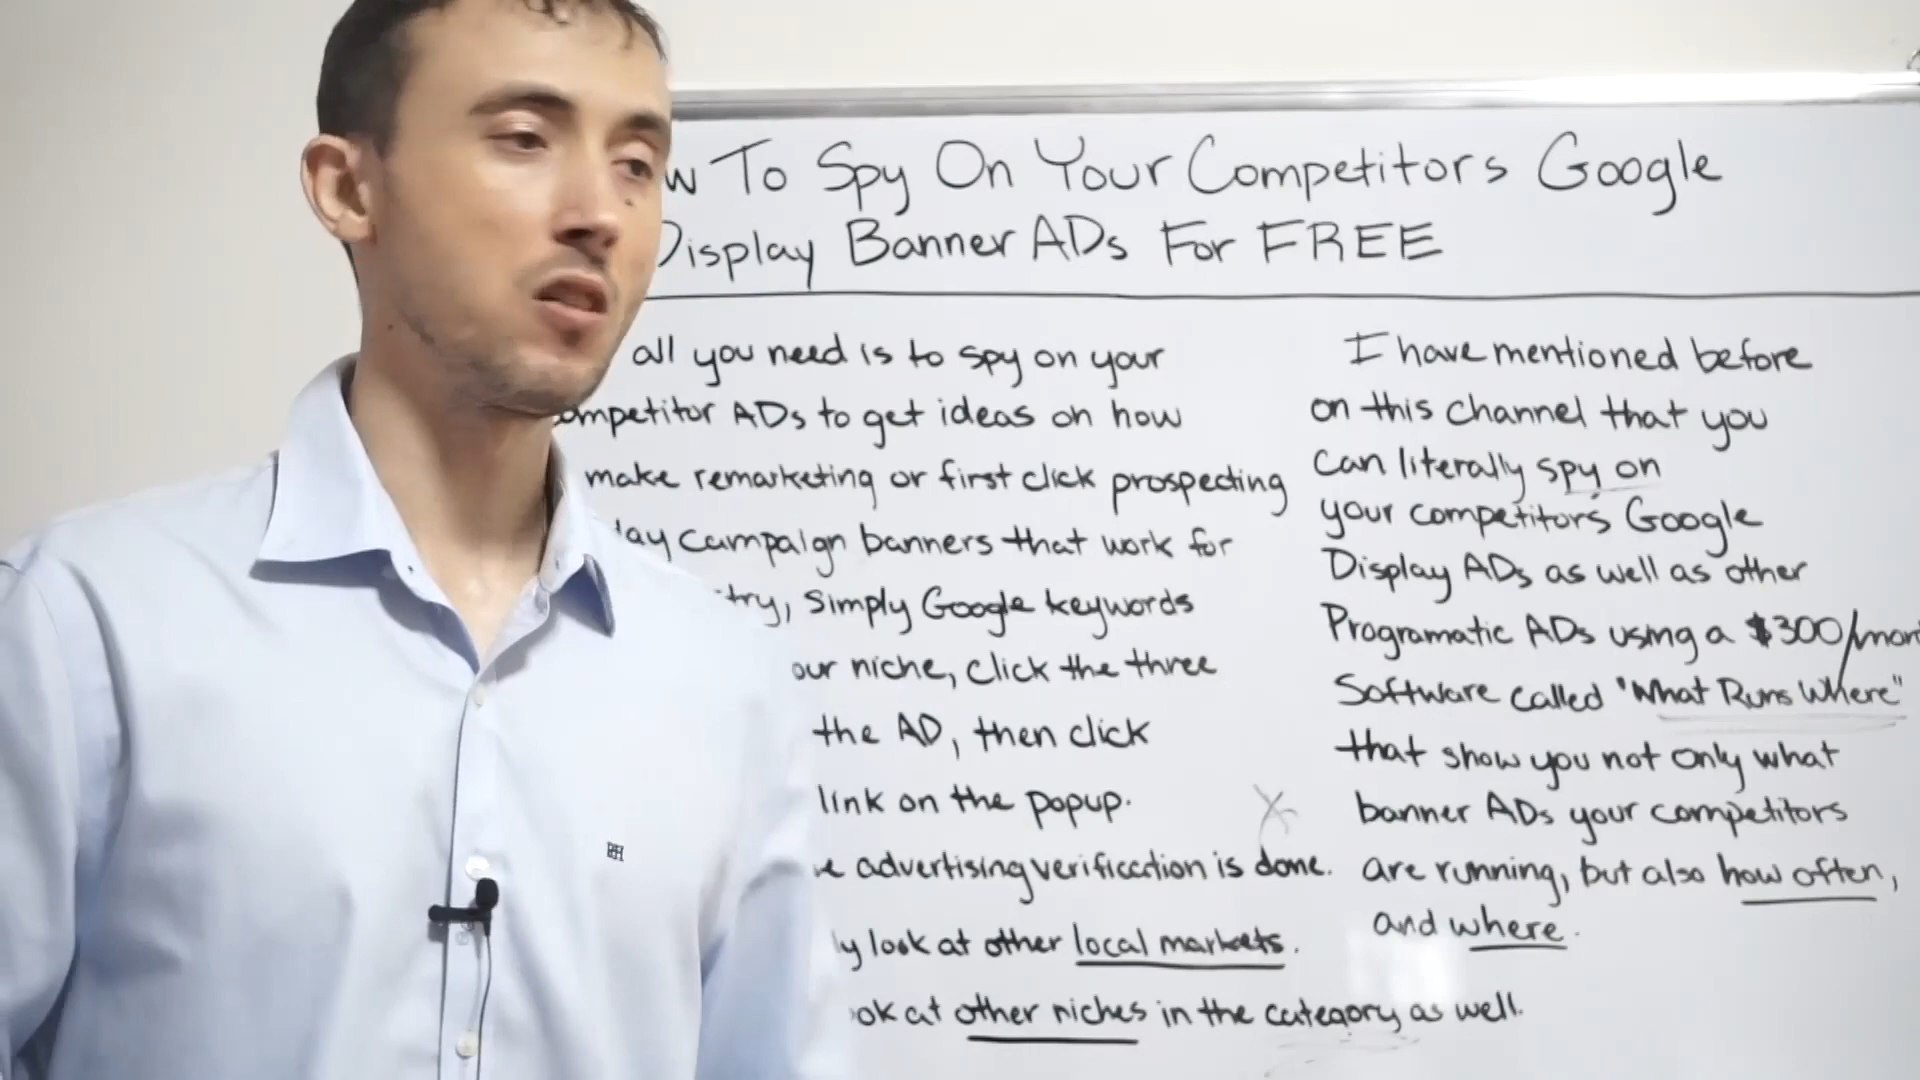 w To Spy On Your Competitors Google
Display Banner ADs For FREE
all you need is to spy on your
ompetitor ADs to get ideas on how
make remarketing or first click prospecting
lay campaign banners that work for
try, Simply Google keywords
our niche, click the three
the AD, then click
link on the popup.
e advertising verification is done.
ly look at other local markets.
ook at other niches in the category as well.
I have mentioned before
on this channel that you
can literally spy on
your competitors Google
Display ADs as well as other
Programatic ADs using a $300/mon
Software called "What Runs Where"
that show you not only what
banner ADs your competitors
are running, but also how often,
and where.